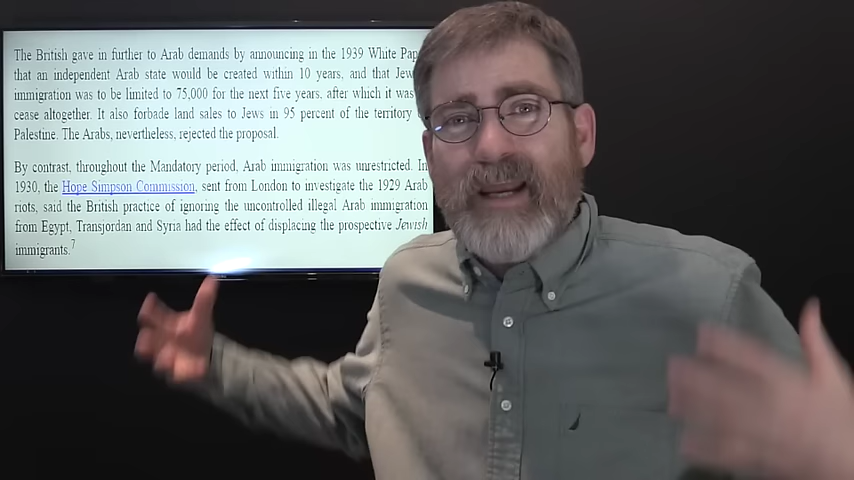 The British gave in further to Arab demands by announcing in the 1939 White Pap
that an independent Arab state would be created within 10 years, and that Jew
immigration was to be limited to 75,000 for the next five years, after which it was
cease altogether. It also forbade land sales to Jews in 95 percent of the territory
Palestine. The Arabs, nevertheless, rejected the proposal.
By contrast, throughout the Mandatory period, Arab immigration was unrestricted. In
1930, the Hope Simpson Commission, sent from London to investigate the 1929 Arab
riots, said the British practice of ignoring the uncontrolled illegal Arab immigration
from Egypt, Transjordan and Syria had the effect of displacing the prospective Jewish
immigrants.7